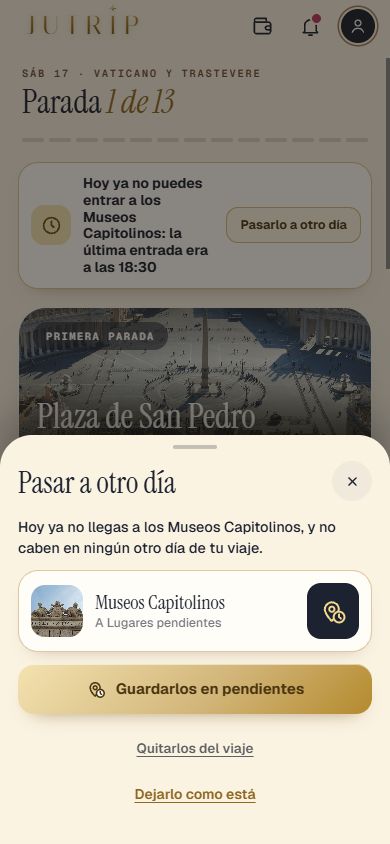 JUTRIP
SÁB 17 · VATICANO Y TRASTEVERE
Parada 1 de 13
Hoy ya no puedes
entrar a los
Museos
Capitolinos: la
última entrada era
a las 18:30
Pasarlo a otro día
PRIMERA PARADA
Plaza de San Pedro
Pasar a otro día
Hoy ya no llegas a los Museos Capitolinos, y no
caben en ningún otro día de tu viaje.
Museos Capitolinos
A Lugares pendientes
Guardarlos en pendientes
Quitarlos del viaje
Dejarlo como está